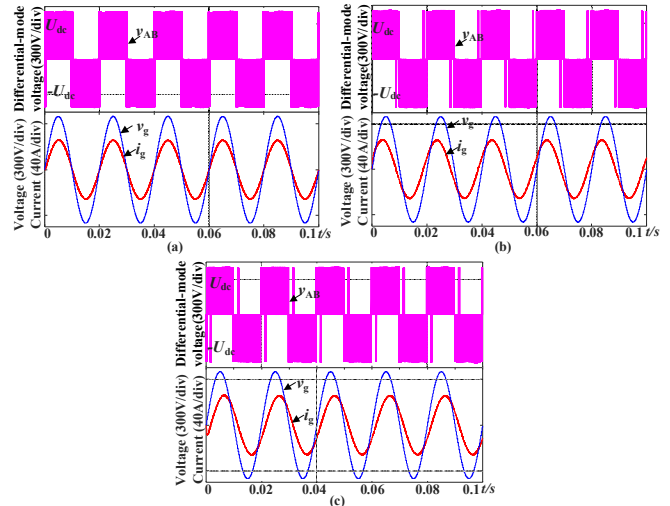 Differential-mode
voltage(300V/div)
U_dc
v_AB
-U_dc
Voltage (300V/div)
Current (40A/div)
v_g
i_g
0 0.02 0.04 0.06 0.08 0.1 t/s
(a)
Differential-mode
voltage(300V/div)
U_dc
v_AB
-U_dc
Voltage (300V/div)
Current (40A/div)
v_g
i_g
0 0.02 0.04 0.06 0.08 0.1 t/s
(b)
Differential-mode
voltage(300V/div)
U_dc
v_AB
-U_dc
Voltage (300V/div)
Current (40A/div)
v_g
i_g
0 0.02 0.04 0.06 0.08 0.1 t/s
(c)